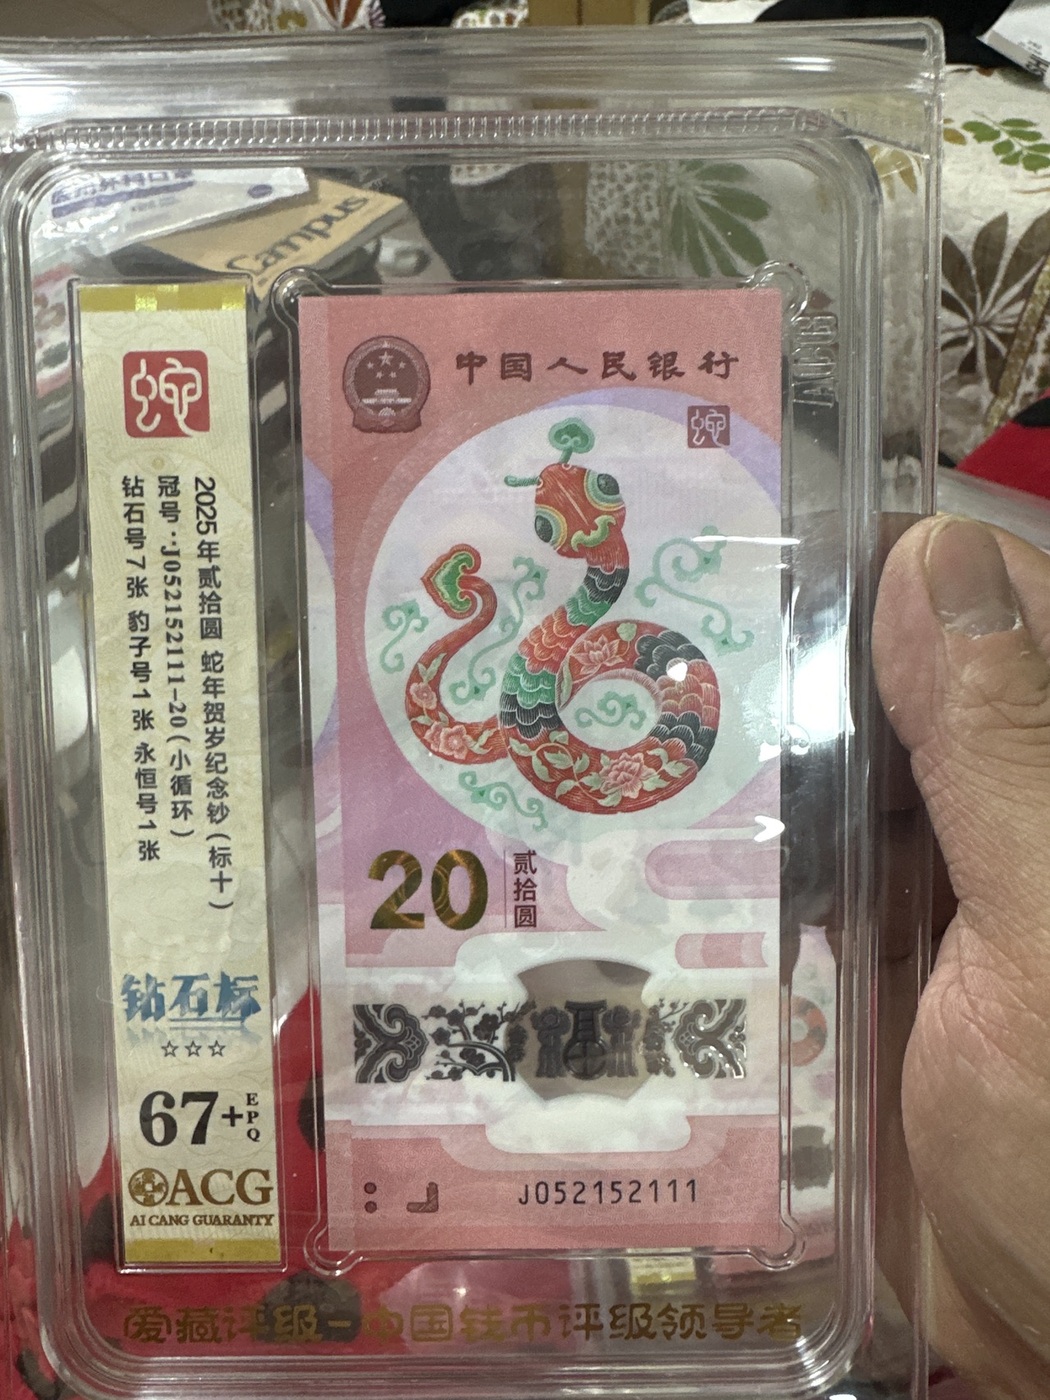 Campus
ACG
蛇
2025年贰拾圆 蛇年贺岁纪念钞(标十)
冠号:J052152111-20(小循环)
钻石号7张 豹子号1张 永恒号1张
钻石标
☆☆☆
67+EPQ
ACG
AI CANG GUARANTY
中国人民银行
蛇
20
贰拾圆
J052152111
爱藏评级-中国钱币评级领导者